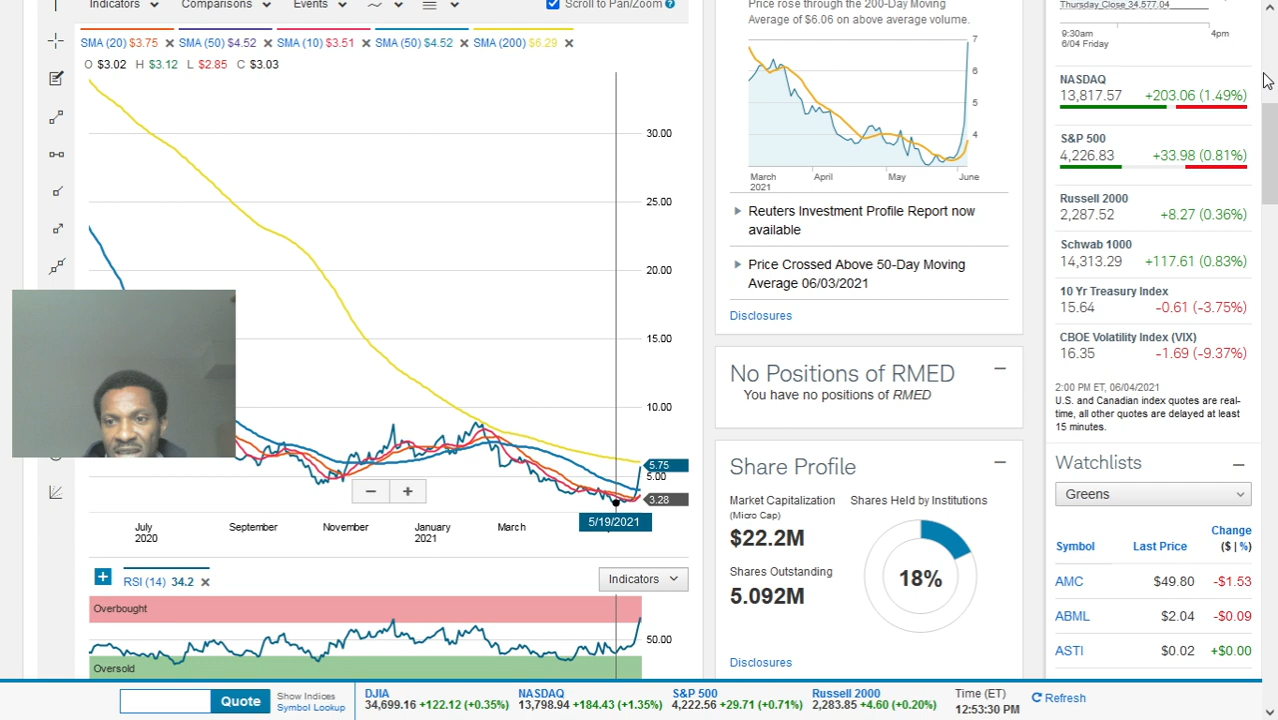 Indicators
Comparisons
Events
Scroll to Pan/Zoom
SMA (20) $3.75
SMA (50) $4.52
SMA (10) $3.51
SMA (50) $4.52
SMA (200) $6.29
O $3.02 H $3.12 L $2.85 C $3.03
30.00
25.00
20.00
15.00
10.00
5.75
5.00
3.28
5/19/2021
July
2020
September
November
January
2021
March
RSI (14) 34.2
Indicators
Overbought
50.00
Oversold
Price rose through the 200-Day Moving
Average of $6.06 on above average volume.
7
6
5
4
March
2021
April
May
June
Reuters Investment Profile Report now
available
Price Crossed Above 50-Day Moving
Average 06/03/2021
Disclosures
No Positions of RMED
You have no positions of RMED
Share Profile
Market Capitalization
(Micro Cap)
$22.2M
Shares Outstanding
5.092M
Shares Held by Institutions
18%
Disclosures
Thursday Close 34,577.04
9:30am
4pm
6/04 Friday
NASDAQ
13,817.57 +203.06 (1.49%)
S&P 500
4,226.83 +33.98 (0.81%)
Russell 2000
2,287.52 +8.27 (0.36%)
Schwab 1000
14,313.29 +117.61 (0.83%)
10 Yr Treasury Index
15.64 -0.61 (-3.75%)
CBOE Volatility Index (VIX)
16.35 -1.69 (-9.37%)
2:00 PM ET, 06/04/2021
U.S. and Canadian index quotes are real-
time, all other quotes are delayed at least
15 minutes.
Watchlists
Greens
Symbol Last Price Change
($ | %)
AMC $49.80 -$1.53
ABML $2.04 -$0.09
ASTI $0.02 +$0.00
Quote
Show Indices
Symbol Lookup
DJIA
34,699.16 +122.12 (+0.35%)
NASDAQ
13,798.94 +184.43 (+1.35%)
S&P 500
4,222.56 +29.71 (+0.71%)
Russell 2000
2,283.85 +4.60 (+0.20%)
Time (ET)
12:53:30 PM
Refresh